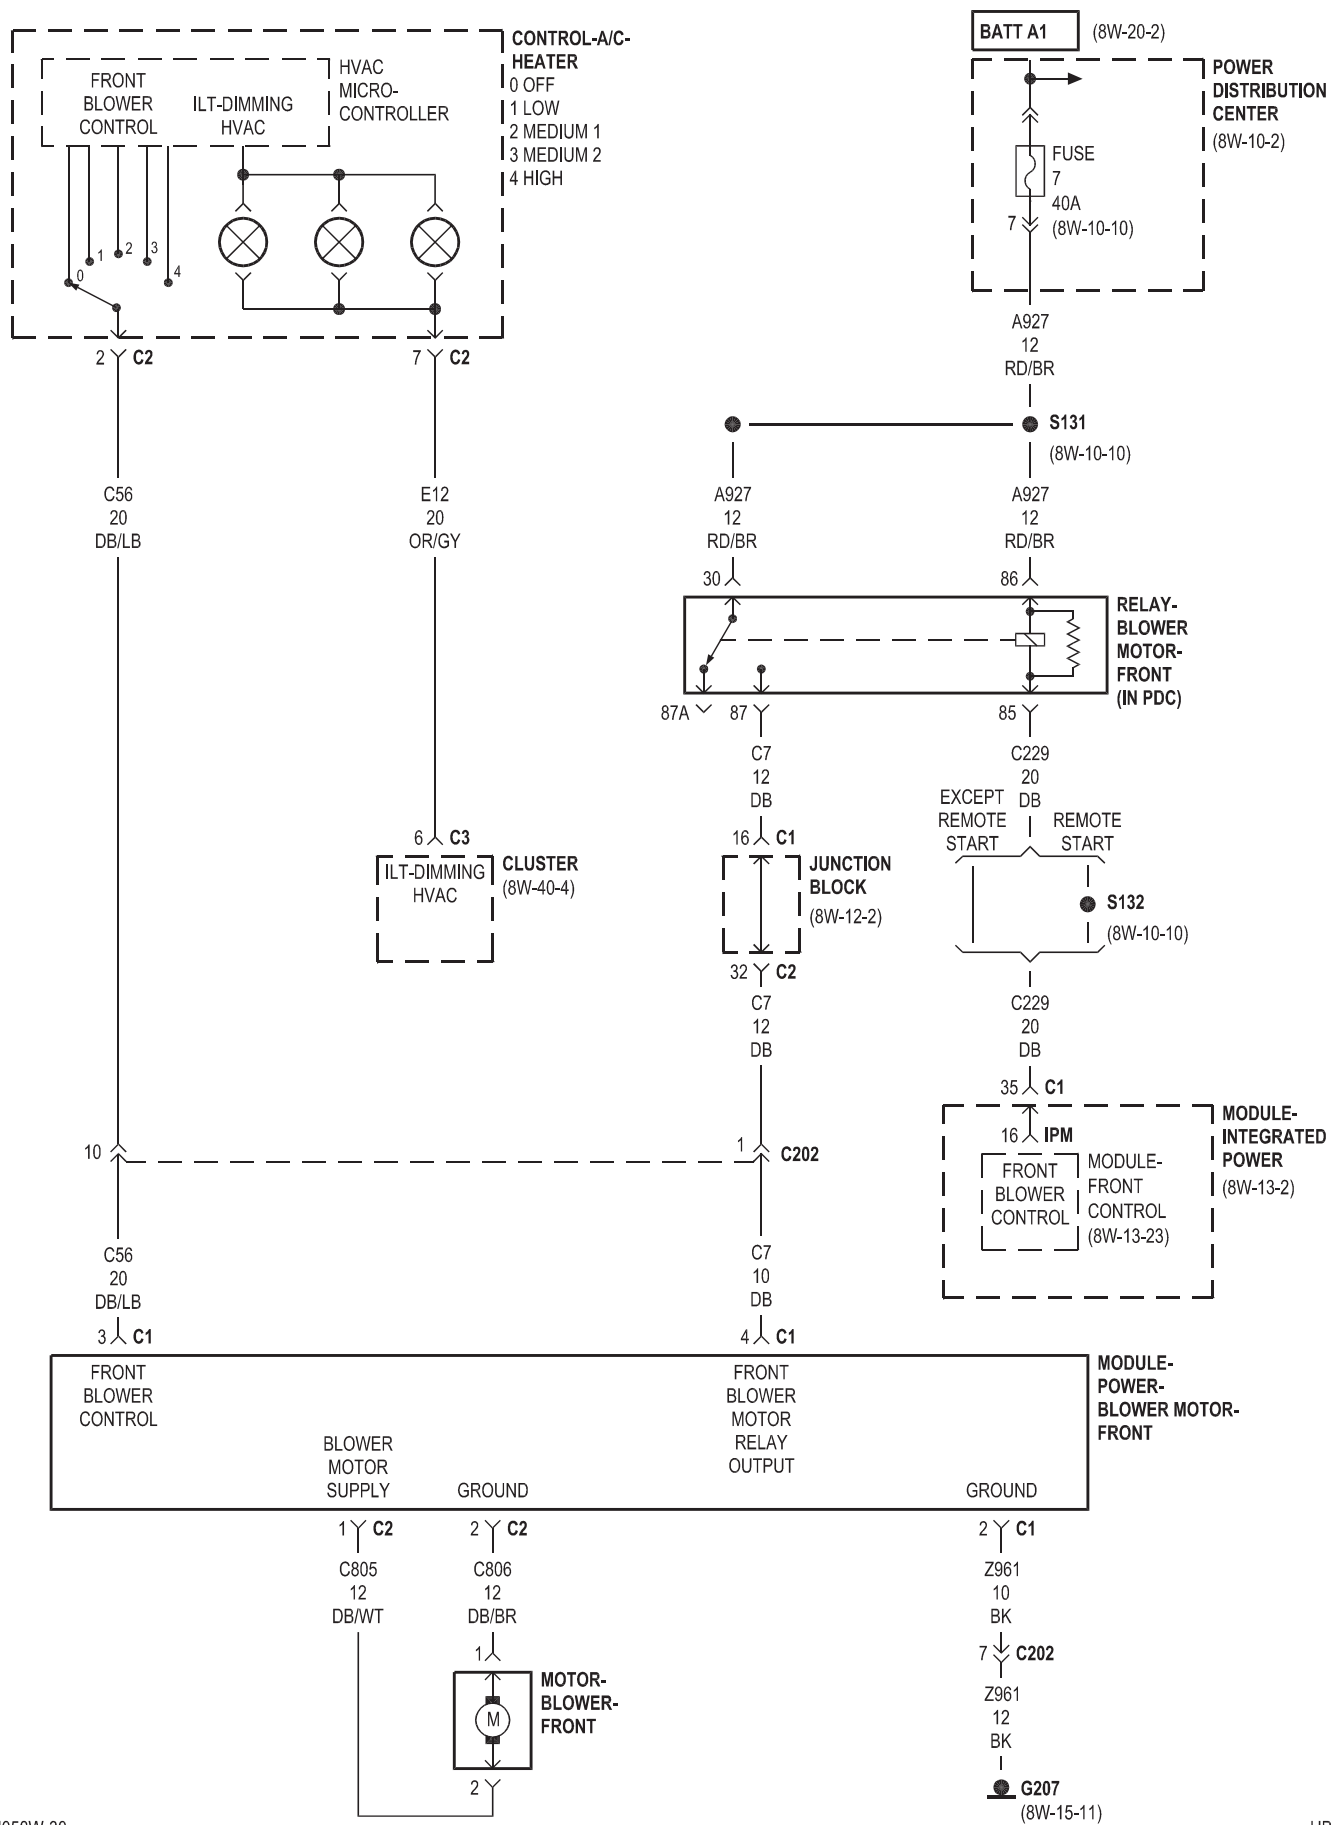 CONTROL-A/C-
HEATER
0 OFF
1 LOW
2 MEDIUM 1
3 MEDIUM 2
4 HIGH
HVAC
MICRO-
CONTROLLER
FRONT
BLOWER
CONTROL
ILT-DIMMING
HVAC
0
1
2
3
4
2 C2
7 C2
BATT A1 (8W-20-2)
POWER
DISTRIBUTION
CENTER
(8W-10-2)
FUSE
7
40A
(8W-10-10)
7
A927
12
RD/BR
S131
(8W-10-10)
C56
20
DB/LB
E12
20
OR/GY
A927
12
RD/BR
A927
12
RD/BR
30
86
RELAY-
BLOWER
MOTOR-
FRONT
(IN PDC)
87A
87
85
C7
12
DB
C229
20
DB
EXCEPT
REMOTE
START
REMOTE
START
6 C3
ILT-DIMMING
HVAC
CLUSTER
(8W-40-4)
16 C1
JUNCTION
BLOCK
(8W-12-2)
32 C2
S132
(8W-10-10)
C7
12
DB
C229
20
DB
35 C1
16 IPM
FRONT
BLOWER
CONTROL
MODULE-
FRONT
CONTROL
(8W-13-23)
MODULE-
INTEGRATED
POWER
(8W-13-2)
10
1
C202
C56
20
DB/LB
C7
10
DB
3 C1
4 C1
FRONT
BLOWER
CONTROL
BLOWER
MOTOR
SUPPLY
GROUND
FRONT
BLOWER
MOTOR
RELAY
OUTPUT
GROUND
MODULE-
POWER-
BLOWER MOTOR-
FRONT
1 C2
2 C2
2 C1
C805
12
DB/WT
C806
12
DB/BR
Z961
10
BK
1
M
MOTOR-
BLOWER-
FRONT
2
7 C202
Z961
12
BK
G207
(8W-15-11)